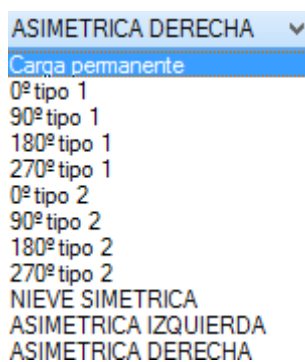 ASIMETRICA DERECHA
Carga permanente
0º tipo 1
90º tipo 1
180º tipo 1
270º tipo 1
0º tipo 2
90º tipo 2
180º tipo 2
270º tipo 2
NIEVE SIMETRICA
ASIMETRICA IZQUIERDA
ASIMETRICA DERECHA